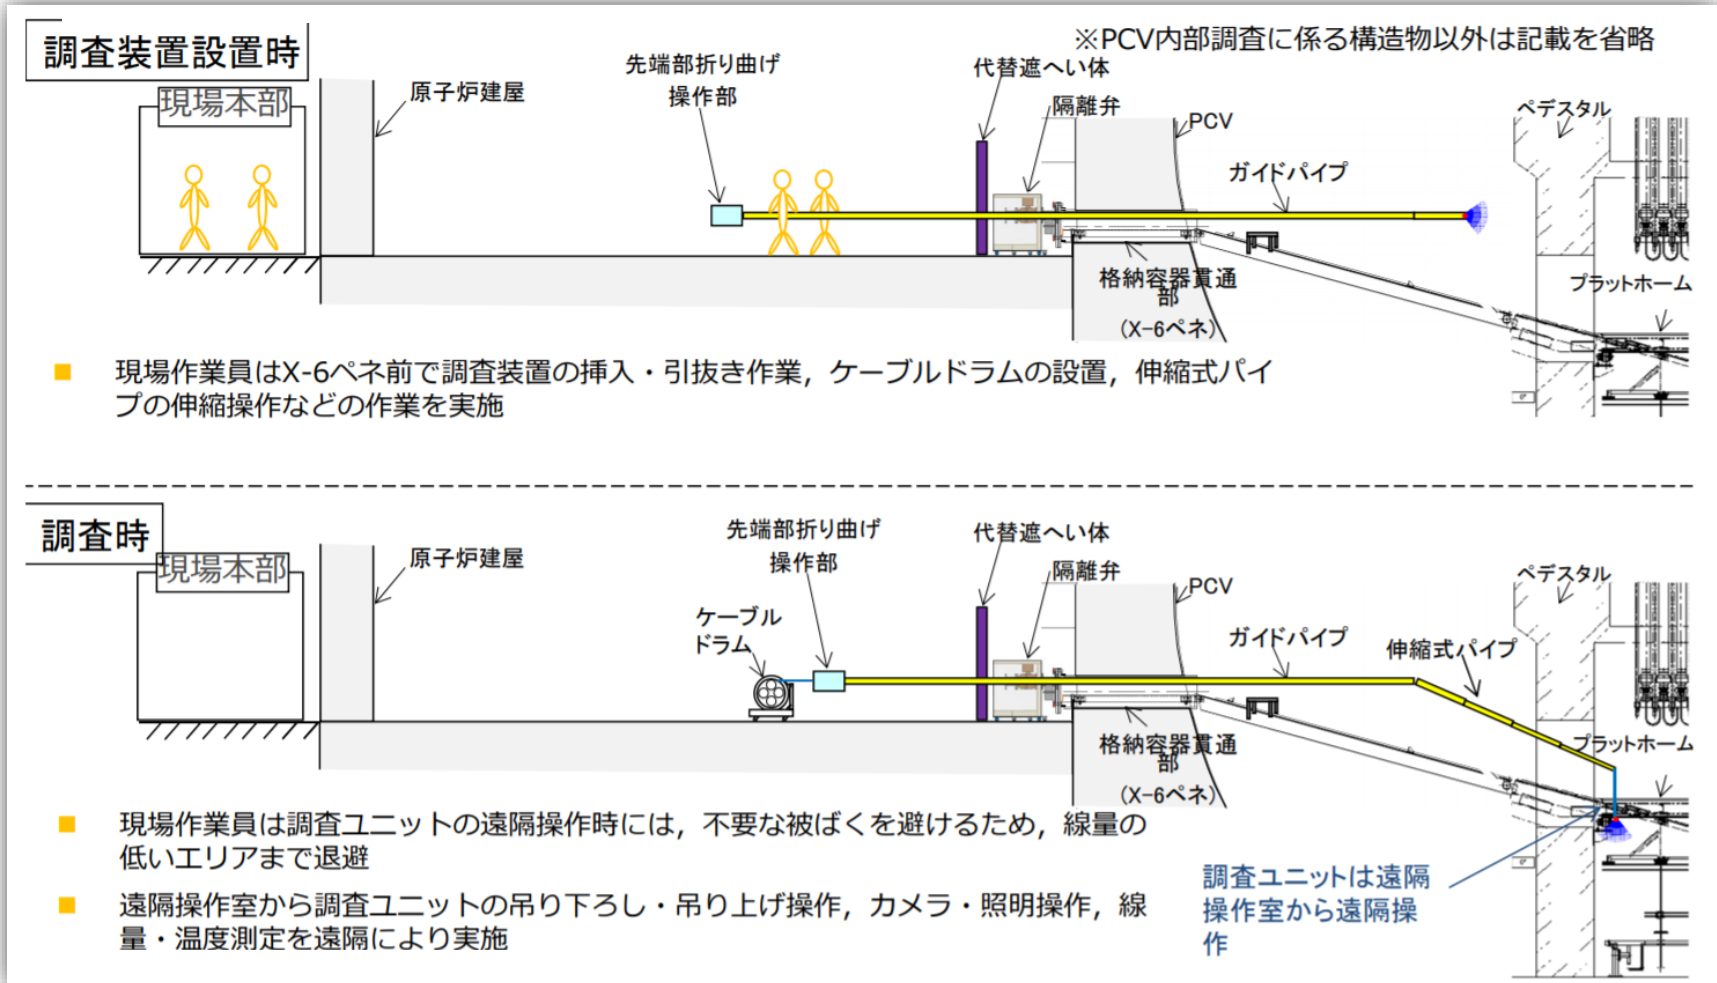 調査装置設置時
※PCV内部調査に係る構造物以外は記載を省略
現場本部
原子炉建屋
先端部折り曲げ
操作部
代替遮へい体
隔離弁
PCV
ガイドパイプ
ペデスタル
プラットホーム
格納容器貫通
部
(X-6ペネ)
■ 現場作業員はX-6ペネ前で調査装置の挿入・引抜き作業，ケーブルドラムの設置，伸縮式パイ
プの伸縮操作などの作業を実施
調査時
現場本部
原子炉建屋
ケーブル
ドラム
先端部折り曲げ
操作部
代替遮へい体
隔離弁
PCV
ガイドパイプ
伸縮式パイプ
ペデスタル
プラットホーム
格納容器貫通
部
(X-6ペネ)
■ 現場作業員は調査ユニットの遠隔操作時には，不要な被ばくを避けるため，線量の
低いエリアまで退避
■ 遠隔操作室から調査ユニットの吊り下ろし・吊り上げ操作，カメラ・照明操作，線
量・温度測定を遠隔により実施
調査ユニットは遠隔
操作室から遠隔操
作